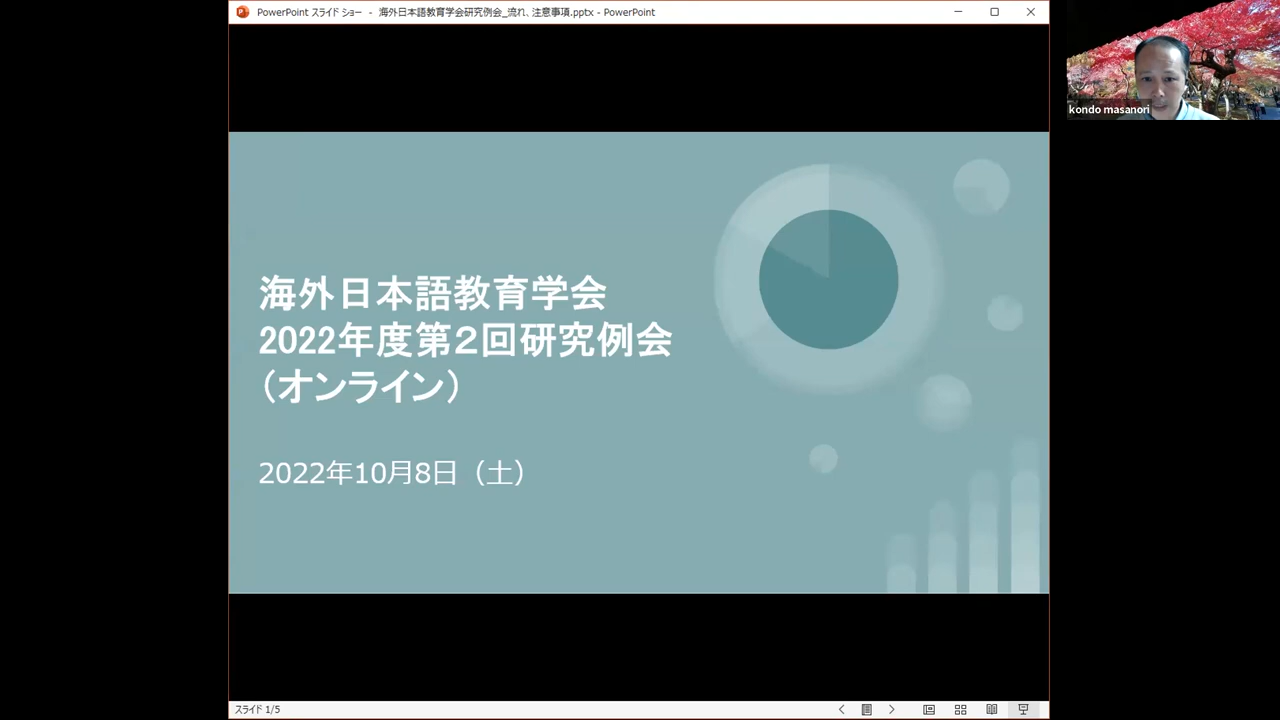 PowerPoint スライド ショー - 海外日本語教育学会研究例会_流れ、注意事項.pptx - PowerPoint
kondo masanori
海外日本語教育学会
2022年度第２回研究例会
（オンライン）
2022年10月8日（土）
スライド 1/5